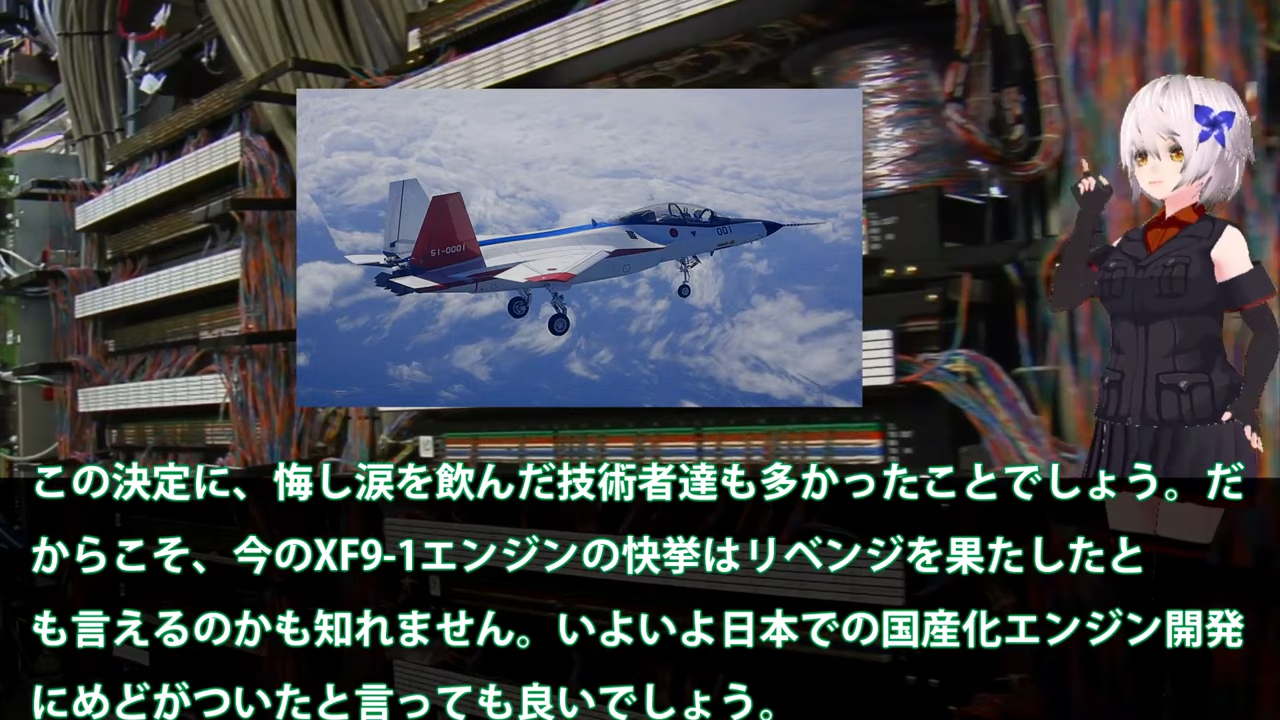 001
51-0001
この決定に、悔し涙を飲んだ技術者達も多かったことでしょう。だ
からこそ、今のXF9-1エンジンの快挙はリベンジを果たしたと
も言えるのかも知れません。いよいよ日本での国産化エンジン開発
にめどがついたと言っても良いでしょう。